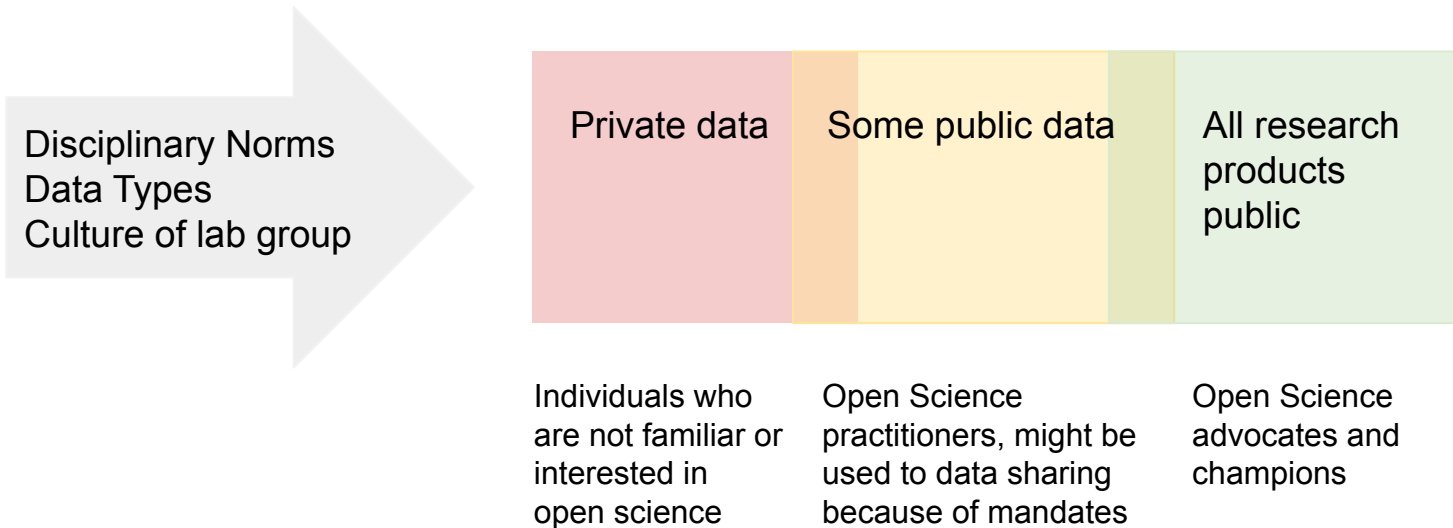 Disciplinary Norms
Data Types
Culture of lab group
Private data
Some public data
All research
products
public
Individuals who
are not familiar or
interested in
open science
Open Science
practitioners, might be
used to data sharing
because of mandates
Open Science
advocates and
champions